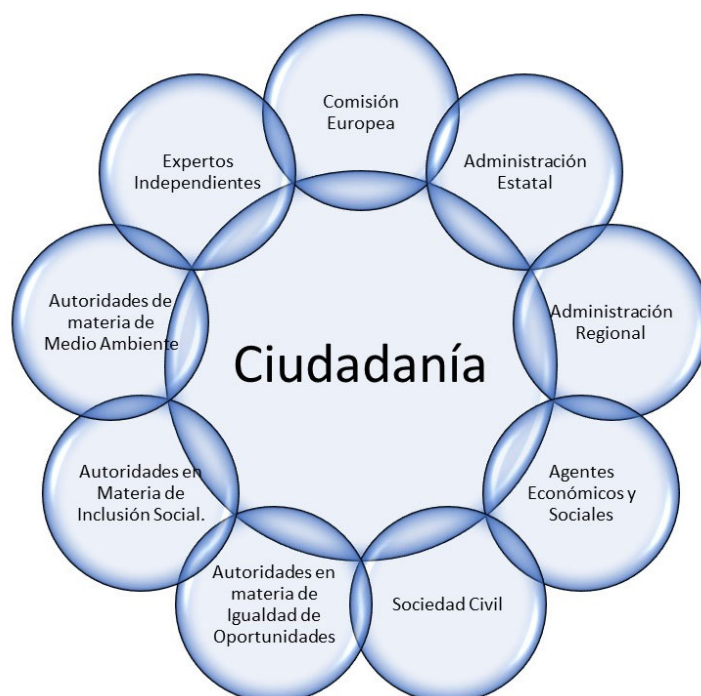 Comisión
Europea
Administración
Estatal
Administración
Regional
Agentes
Económicos y
Sociales
Sociedad Civil
Autoridades en
materia de
Igualdad de
Oportunidades
Autoridades en
Materia de
Inclusión Social.
Autoridades de
materia de
Medio Ambiente
Expertos
Independientes
Ciudadanía